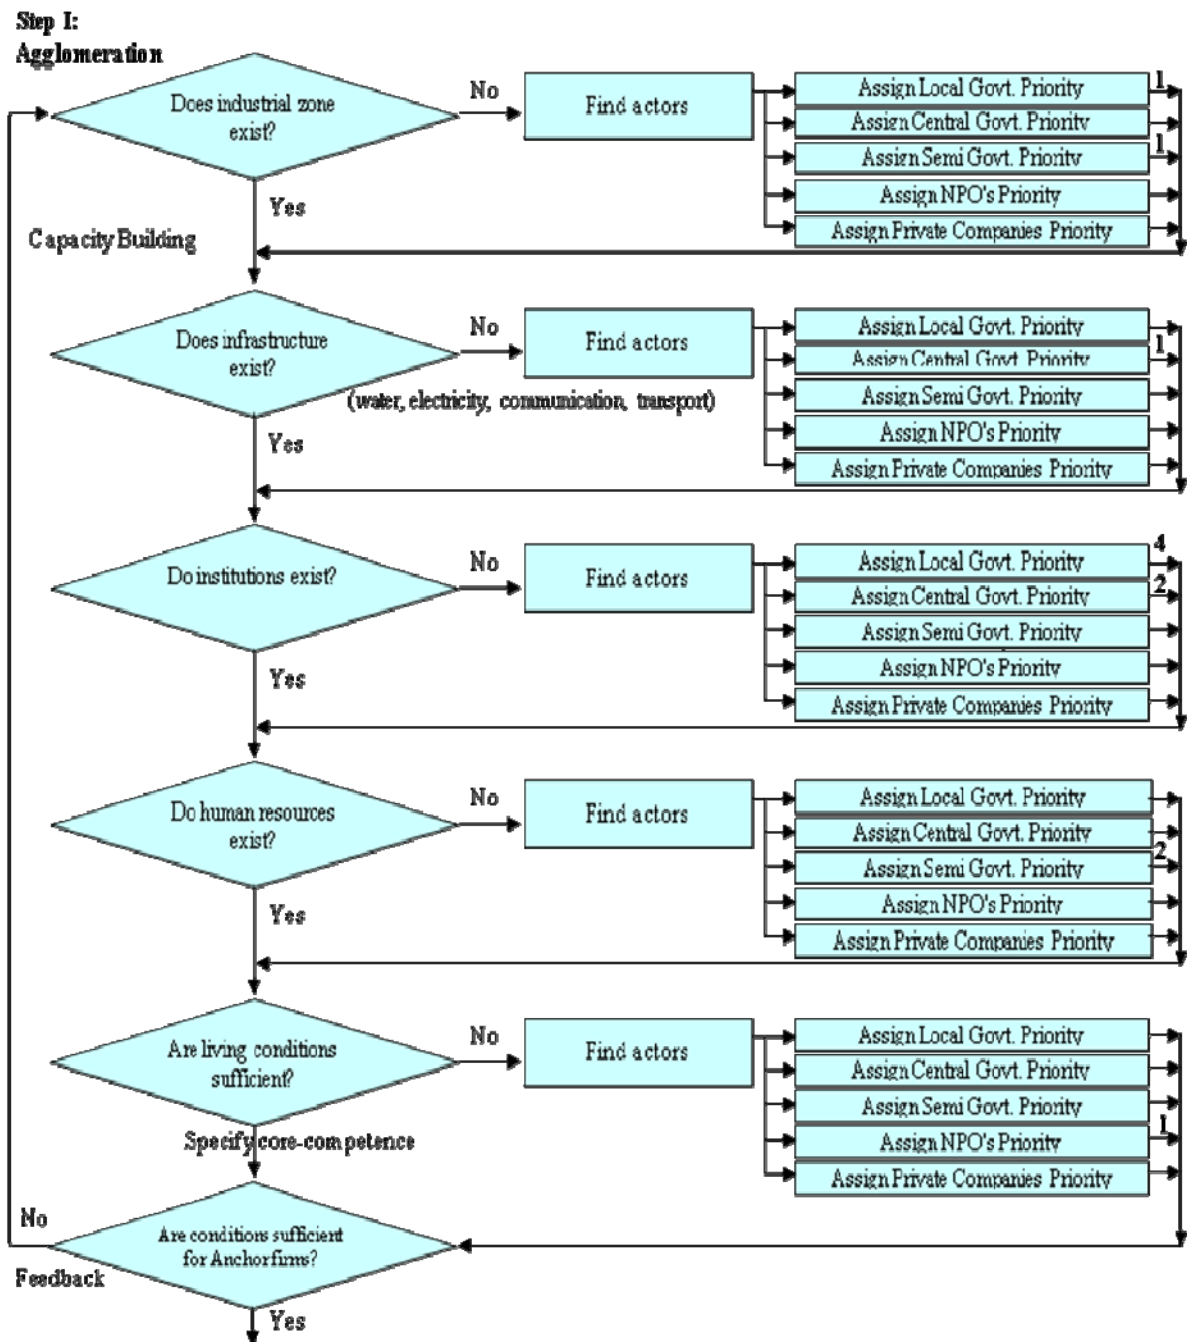 Step I:
Agglomeration
Does industrial zone
exist?
No
Find actors
Assign Local Govt. Priority
1
Assign Central Govt. Priority
Assign Semi Govt. Priority
1
Assign NPO's Priority
Assign Private Companies Priority
Yes
Capacity Building
Does infrastructure
exist?
No
Find actors
(water, electricity, communication, transport)
Assign Local Govt. Priority
Assign Central Govt. Priority
1
Assign Semi Govt. Priority
Assign NPO's Priority
Assign Private Companies Priority
Yes
Do institutions exist?
No
Find actors
Assign Local Govt. Priority
4
Assign Central Govt. Priority
2
Assign Semi Govt. Priority
Assign NPO's Priority
Assign Private Companies Priority
Yes
Do human resources
exist?
No
Find actors
Assign Local Govt. Priority
Assign Central Govt. Priority
Assign Semi Govt. Priority
2
Assign NPO's Priority
Assign Private Companies Priority
Yes
Are living conditions
sufficient?
No
Find actors
Assign Local Govt. Priority
Assign Central Govt. Priority
Assign Semi Govt. Priority
Assign NPO's Priority
1
Assign Private Companies Priority
Specify core-competence
Are conditions sufficient
for Anchorfirms?
No
Feedback
Yes